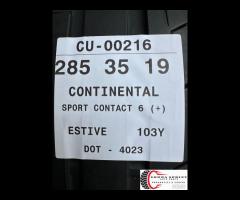 CU-00216
285 35 19
CONTINENTAL
SPORT CONTACT 6 (+)
ESTIVE 103Y
DOT - 4023